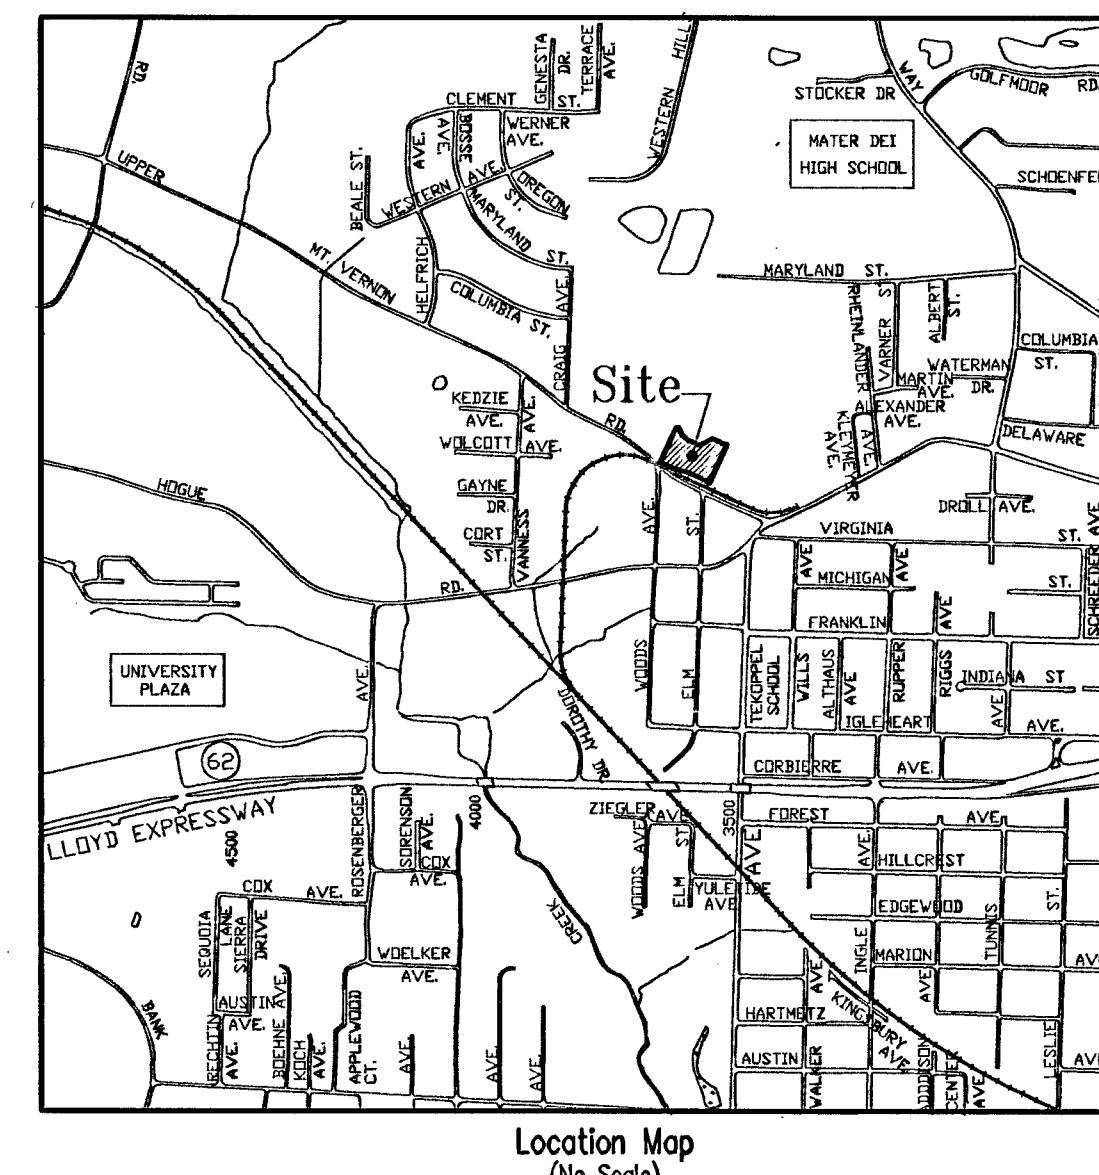 RD.
UPPER
MT. VERNON
RD.
GENESTA
DR.
TERRACE
AVE.
CLEMENT
ST.
AVE.
BOSSE
AVE.
WERNER
AVE.
WESTERN
HILL
BEALE ST.
WESTERN
AVE.
OREGON
ST.
MARYLAND
ST.
HELFRICH
AVE.
COLUMBIA ST.
CRAIG
AVE.
WAY
STOCKER DR
GOLFMOOR
RD.
MATER DEI
HIGH SCHOOL
SCHOENFE
MARYLAND
ST.
RHEINLANDER
AVE.
VARNER
ST
ALBERT
ST.
COLUMBIA
ST.
WATERMAN
DR.
MARTIN
AVE.
ALEXANDER
AVE.
KLEYMEYER
AVE.
DELAWARE
Site
KEDZIE
AVE.
WOLCOTT
AVE.
AVE.
GAYNE
DR.
CORT
ST.
VANNESS
HOGUE
RD.
AVE.
ST.
WOODS
ELM
DROLL AVE.
VIRGINIA
ST.
AVE
AVE
MICHIGAN
ST.
SCHREEDER
AVE
FRANKLIN
AVE
TEKOPPEL
SCHOOL
WILLS
ALTHAUS
AVE
RUPPER
RIGGS
INDIANA ST
AVE
IGLEHEART
AVE.
CORBIERRE
AVE.
UNIVERSITY
PLAZA
AVE.
62
LLOYD EXPRESSWAY
4500
4000
3500
DOROTHY
DR.
ROSENBERGER
SORENSON
AVE.
COX
AVE.
ZIEGLER
AVE
WOODS AVE
ELM
ST
YULETIDE
AVE
AVE
FOREST
AVE.
AVE.
HILLCREST
EDGEWOOD
ST.
INGLE
MARION
TUNNIS
AV
AVE
AVE
COX
AVE.
SEQUOIA
LANE
SIERRA
DRIVE
WOELKER
AVE.
CREEK
BANK
AUSTIN
AVE.
RECHTIN
AVE.
BOEHNE AVE.
KOCH
AVE.
APPLEWOOD
CT.
AVE
AVE.
AVE.
HARTMETZ
KINGSBURY
AVE
AUSTIN
WALKER
ADDISON
CENTER
AVE
LESLIE
AVE
Location Map
(No Scale)